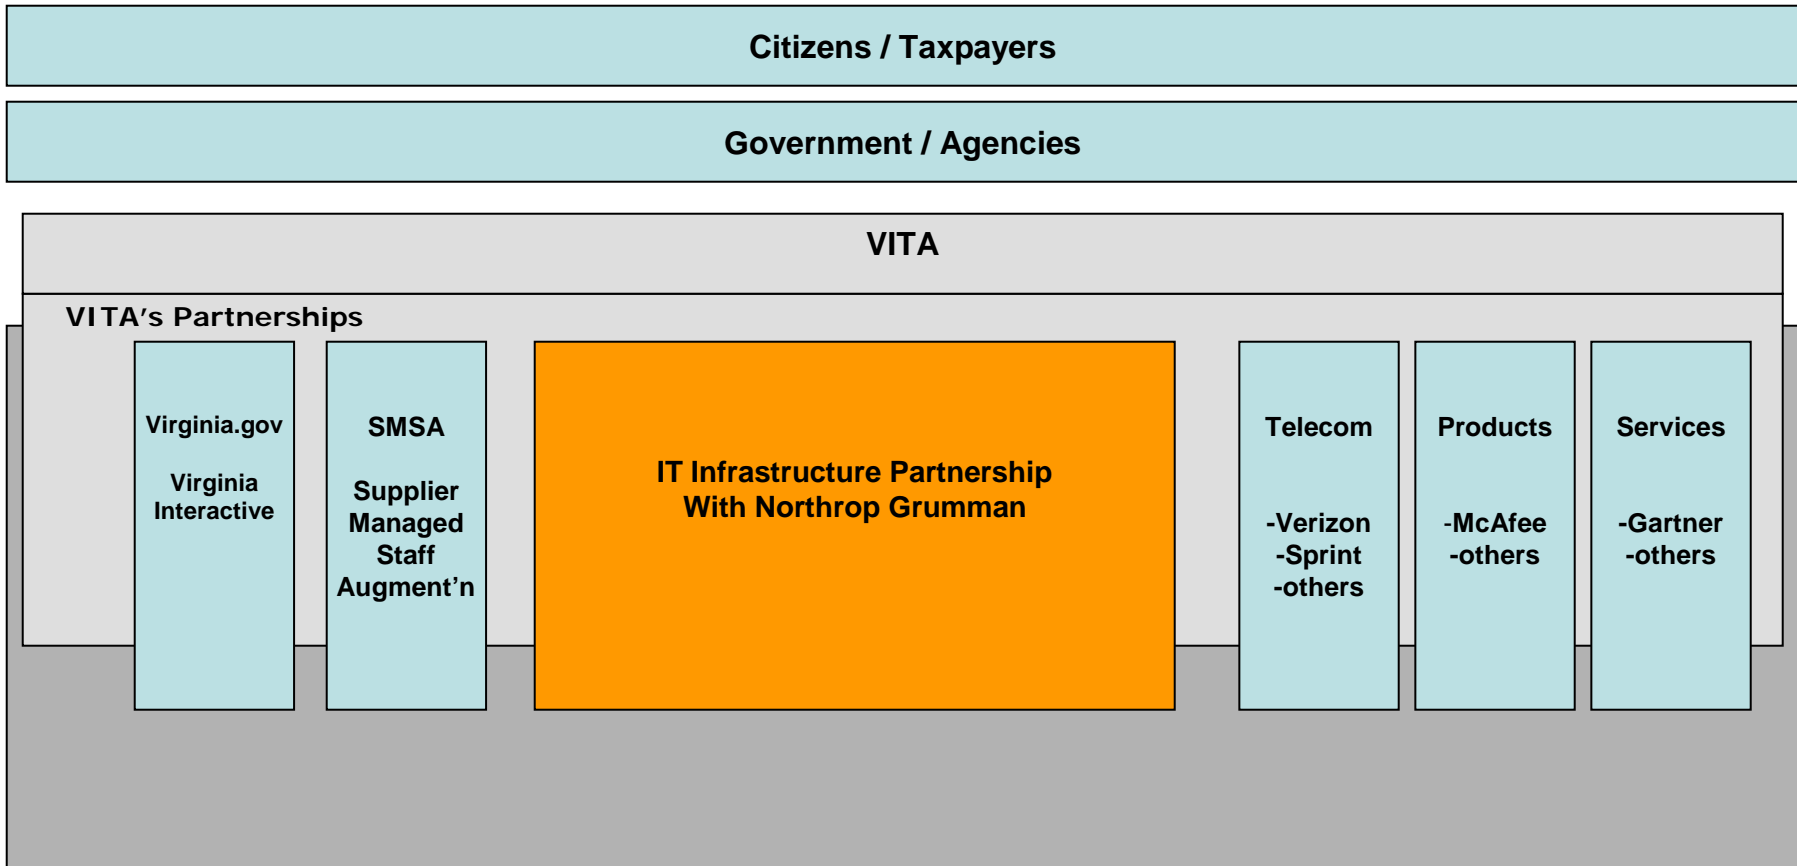 Citizens / Taxpayers
Government / Agencies
VITA
VITA's Partnerships
Virginia.gov
Virginia
Interactive
SMSA
Supplier
Managed
Staff
Augment'n
IT Infrastructure Partnership
With Northrop Grumman
Telecom
-Verizon
-Sprint
-others
Products
-McAfee
-others
Services
-Gartner
-others